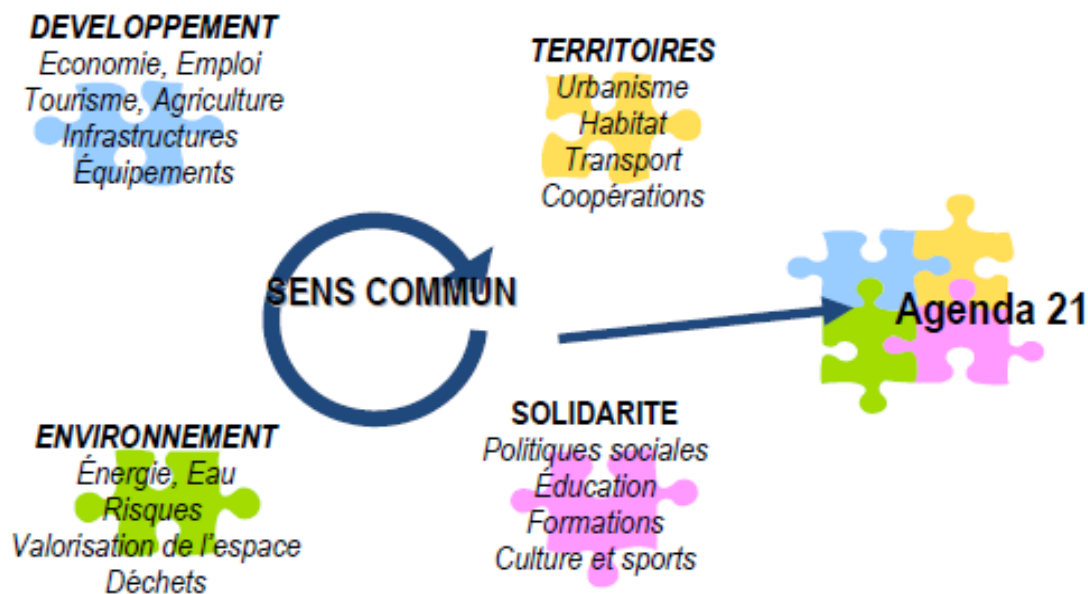 DEVELOPPEMENT
Economie, Emploi
Tourisme, Agriculture
Infrastructures
Équipements
TERRITOIRES
Urbanisme
Habitat
Transport
Coopérations
SENS COMMUN
Agenda 21
ENVIRONNEMENT
Énergie, Eau
Risques
Valorisation de l'espace
Déchets
SOLIDARITE
Politiques sociales
Éducation
Formations
Culture et sports